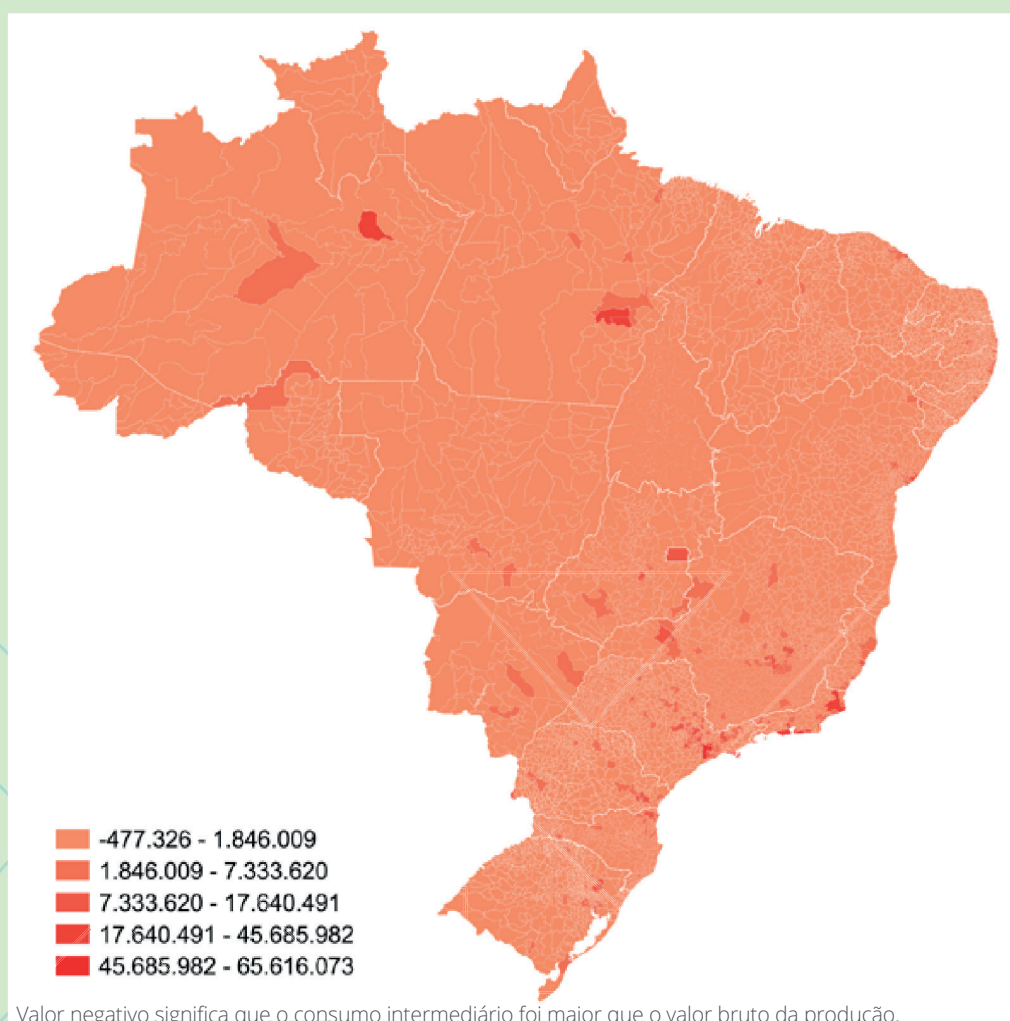 -477.326 - 1.846.009
1.846.009 - 7.333.620
7.333.620 - 17.640.491
17.640.491 - 45.685.982
45.685.982 - 65.616.073
Valor negativo significa que o consumo intermediário foi maior que o valor bruto da produção.